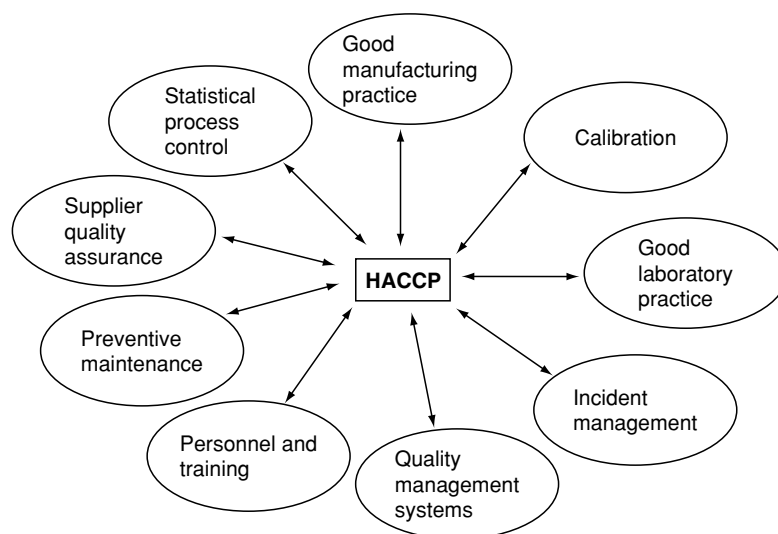 Good
manufacturing
practice
Statistical
process
control
Calibration
Supplier
quality
assurance
Good
laboratory
practice
HACCP
Preventive
maintenance
Incident
management
Personnel and
training
Quality
management
systems